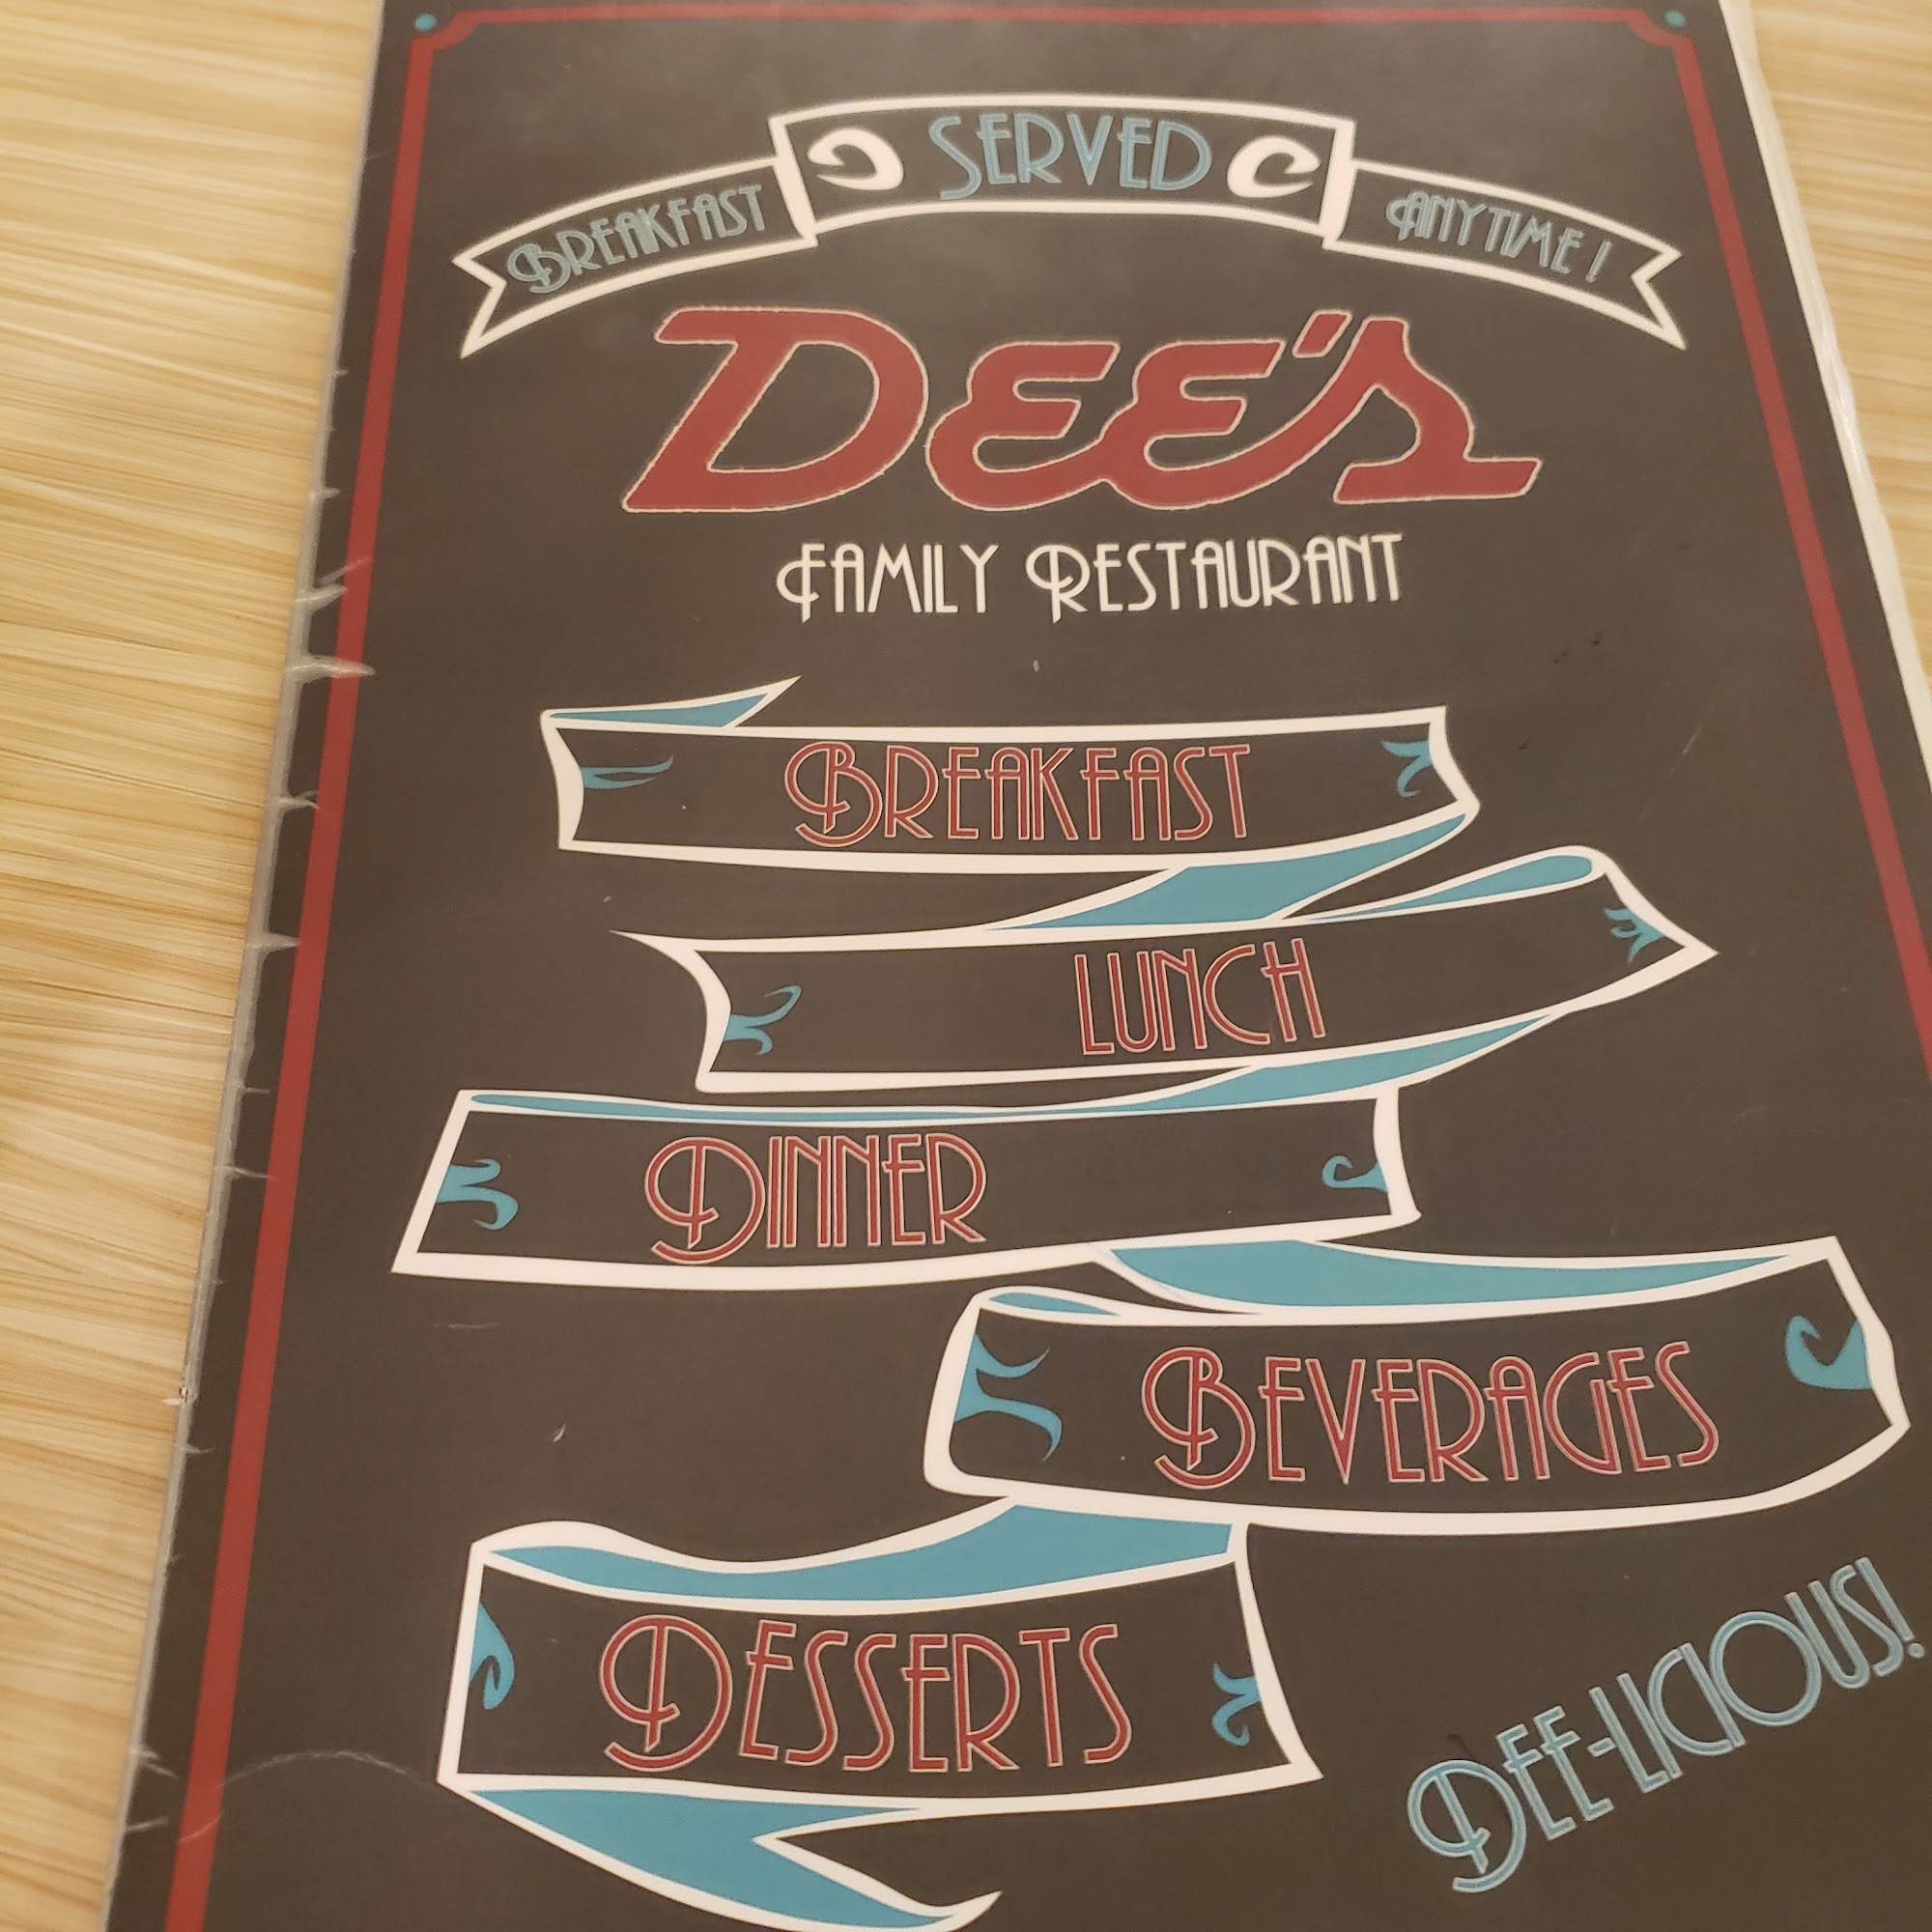 BREAKFAST SERVED ANYTIME!
DEE'S
FAMILY RESTAURANT
BREAKFAST
LUNCH
DINNER
BEVERAGES
DESSERTS
DEE-LICIOUS!